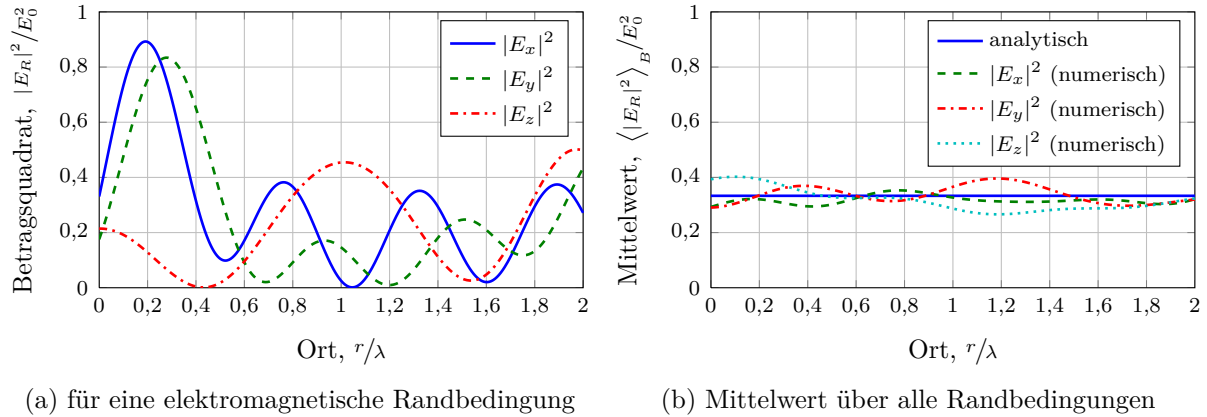 Betragsquadrat, |E_R|²/E₀²
1
0,8
0,6
0,4
0,2
0
0 0,2 0,4 0,6 0,8 1 1,2 1,4 1,6 1,8 2
Ort, r/λ
|E_x|²
|E_y|²
|E_z|²
(a) für eine elektromagnetische Randbedingung
Mittelwert, ⟨|E_R|²⟩_B/E₀²
1
0,8
0,6
0,4
0,2
0
0 0,2 0,4 0,6 0,8 1 1,2 1,4 1,6 1,8 2
Ort, r/λ
analytisch
|E_x|² (numerisch)
|E_y|² (numerisch)
|E_z|² (numerisch)
(b) Mittelwert über alle Randbedingungen